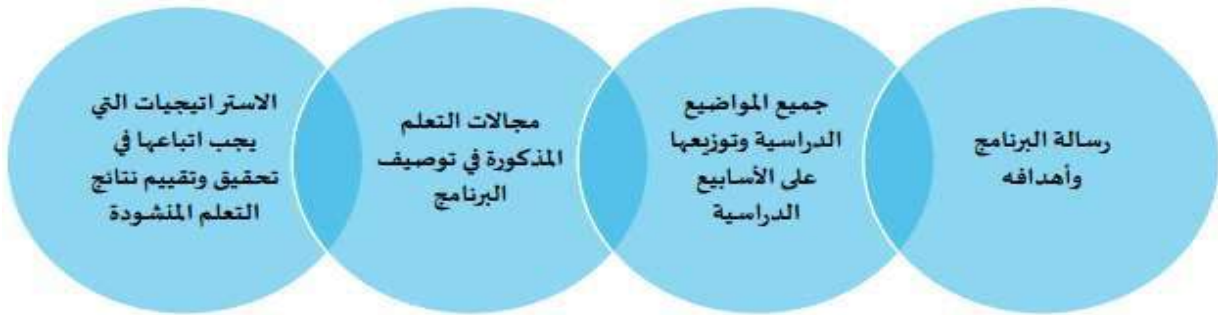 رسالة البرنامج
وأهدافه
جميع المواضيع
الدراسية وتوزيعها
على الأسابيع
الدراسية
مجالات التعلم
المذكورة في توصيف
البرنامج
الاستراتيجيات التي
يجب اتباعها في
تحقيق وتقييم نتائج
التعلم المنشودة